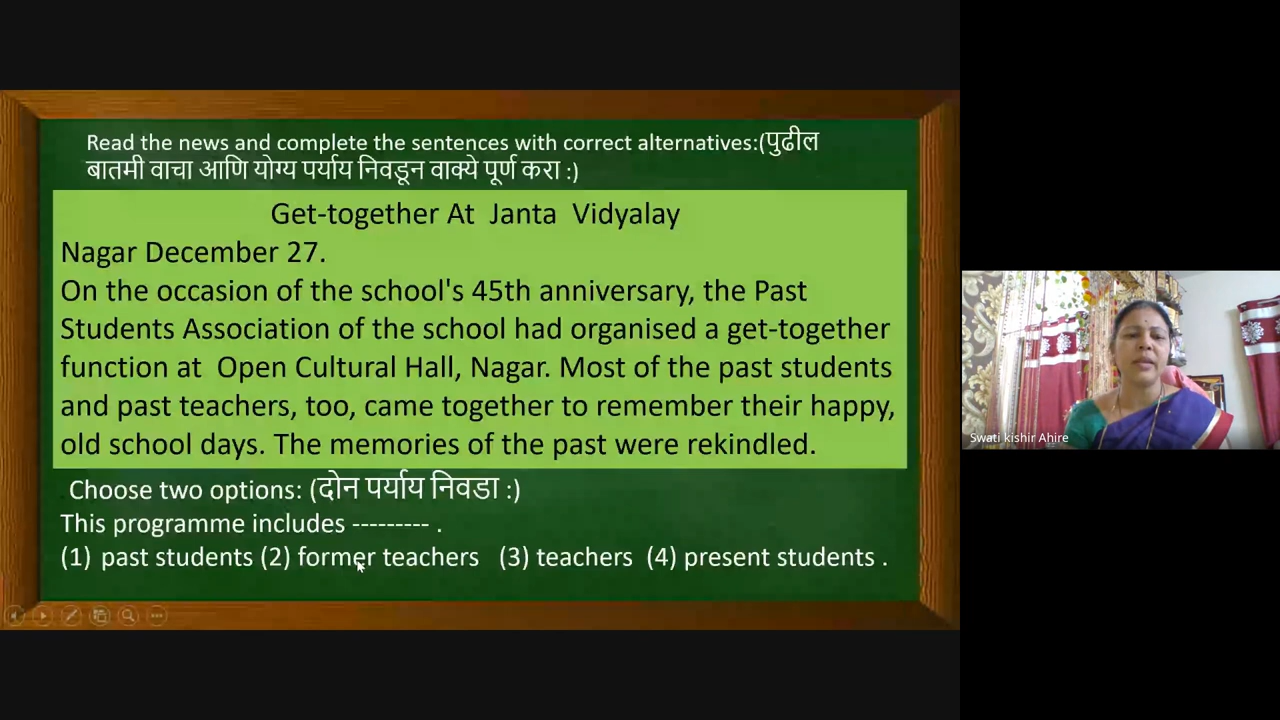 Read the news and complete the sentences with correct alternatives:(पुढील
बातमी वाचा आणि योग्य पर्याय निवडून वाक्ये पूर्ण करा :)
Get-together At Janta Vidyalay
Nagar December 27.
On the occasion of the school's 45th anniversary, the Past
Students Association of the school had organised a get-together
function at Open Cultural Hall, Nagar. Most of the past students
and past teachers, too, came together to remember their happy,
old school days. The memories of the past were rekindled.
Choose two options: (दोन पर्याय निवडा :)
This programme includes --------- .
(1) past students (2) former teachers (3) teachers (4) present students .
Swati kishir Ahire